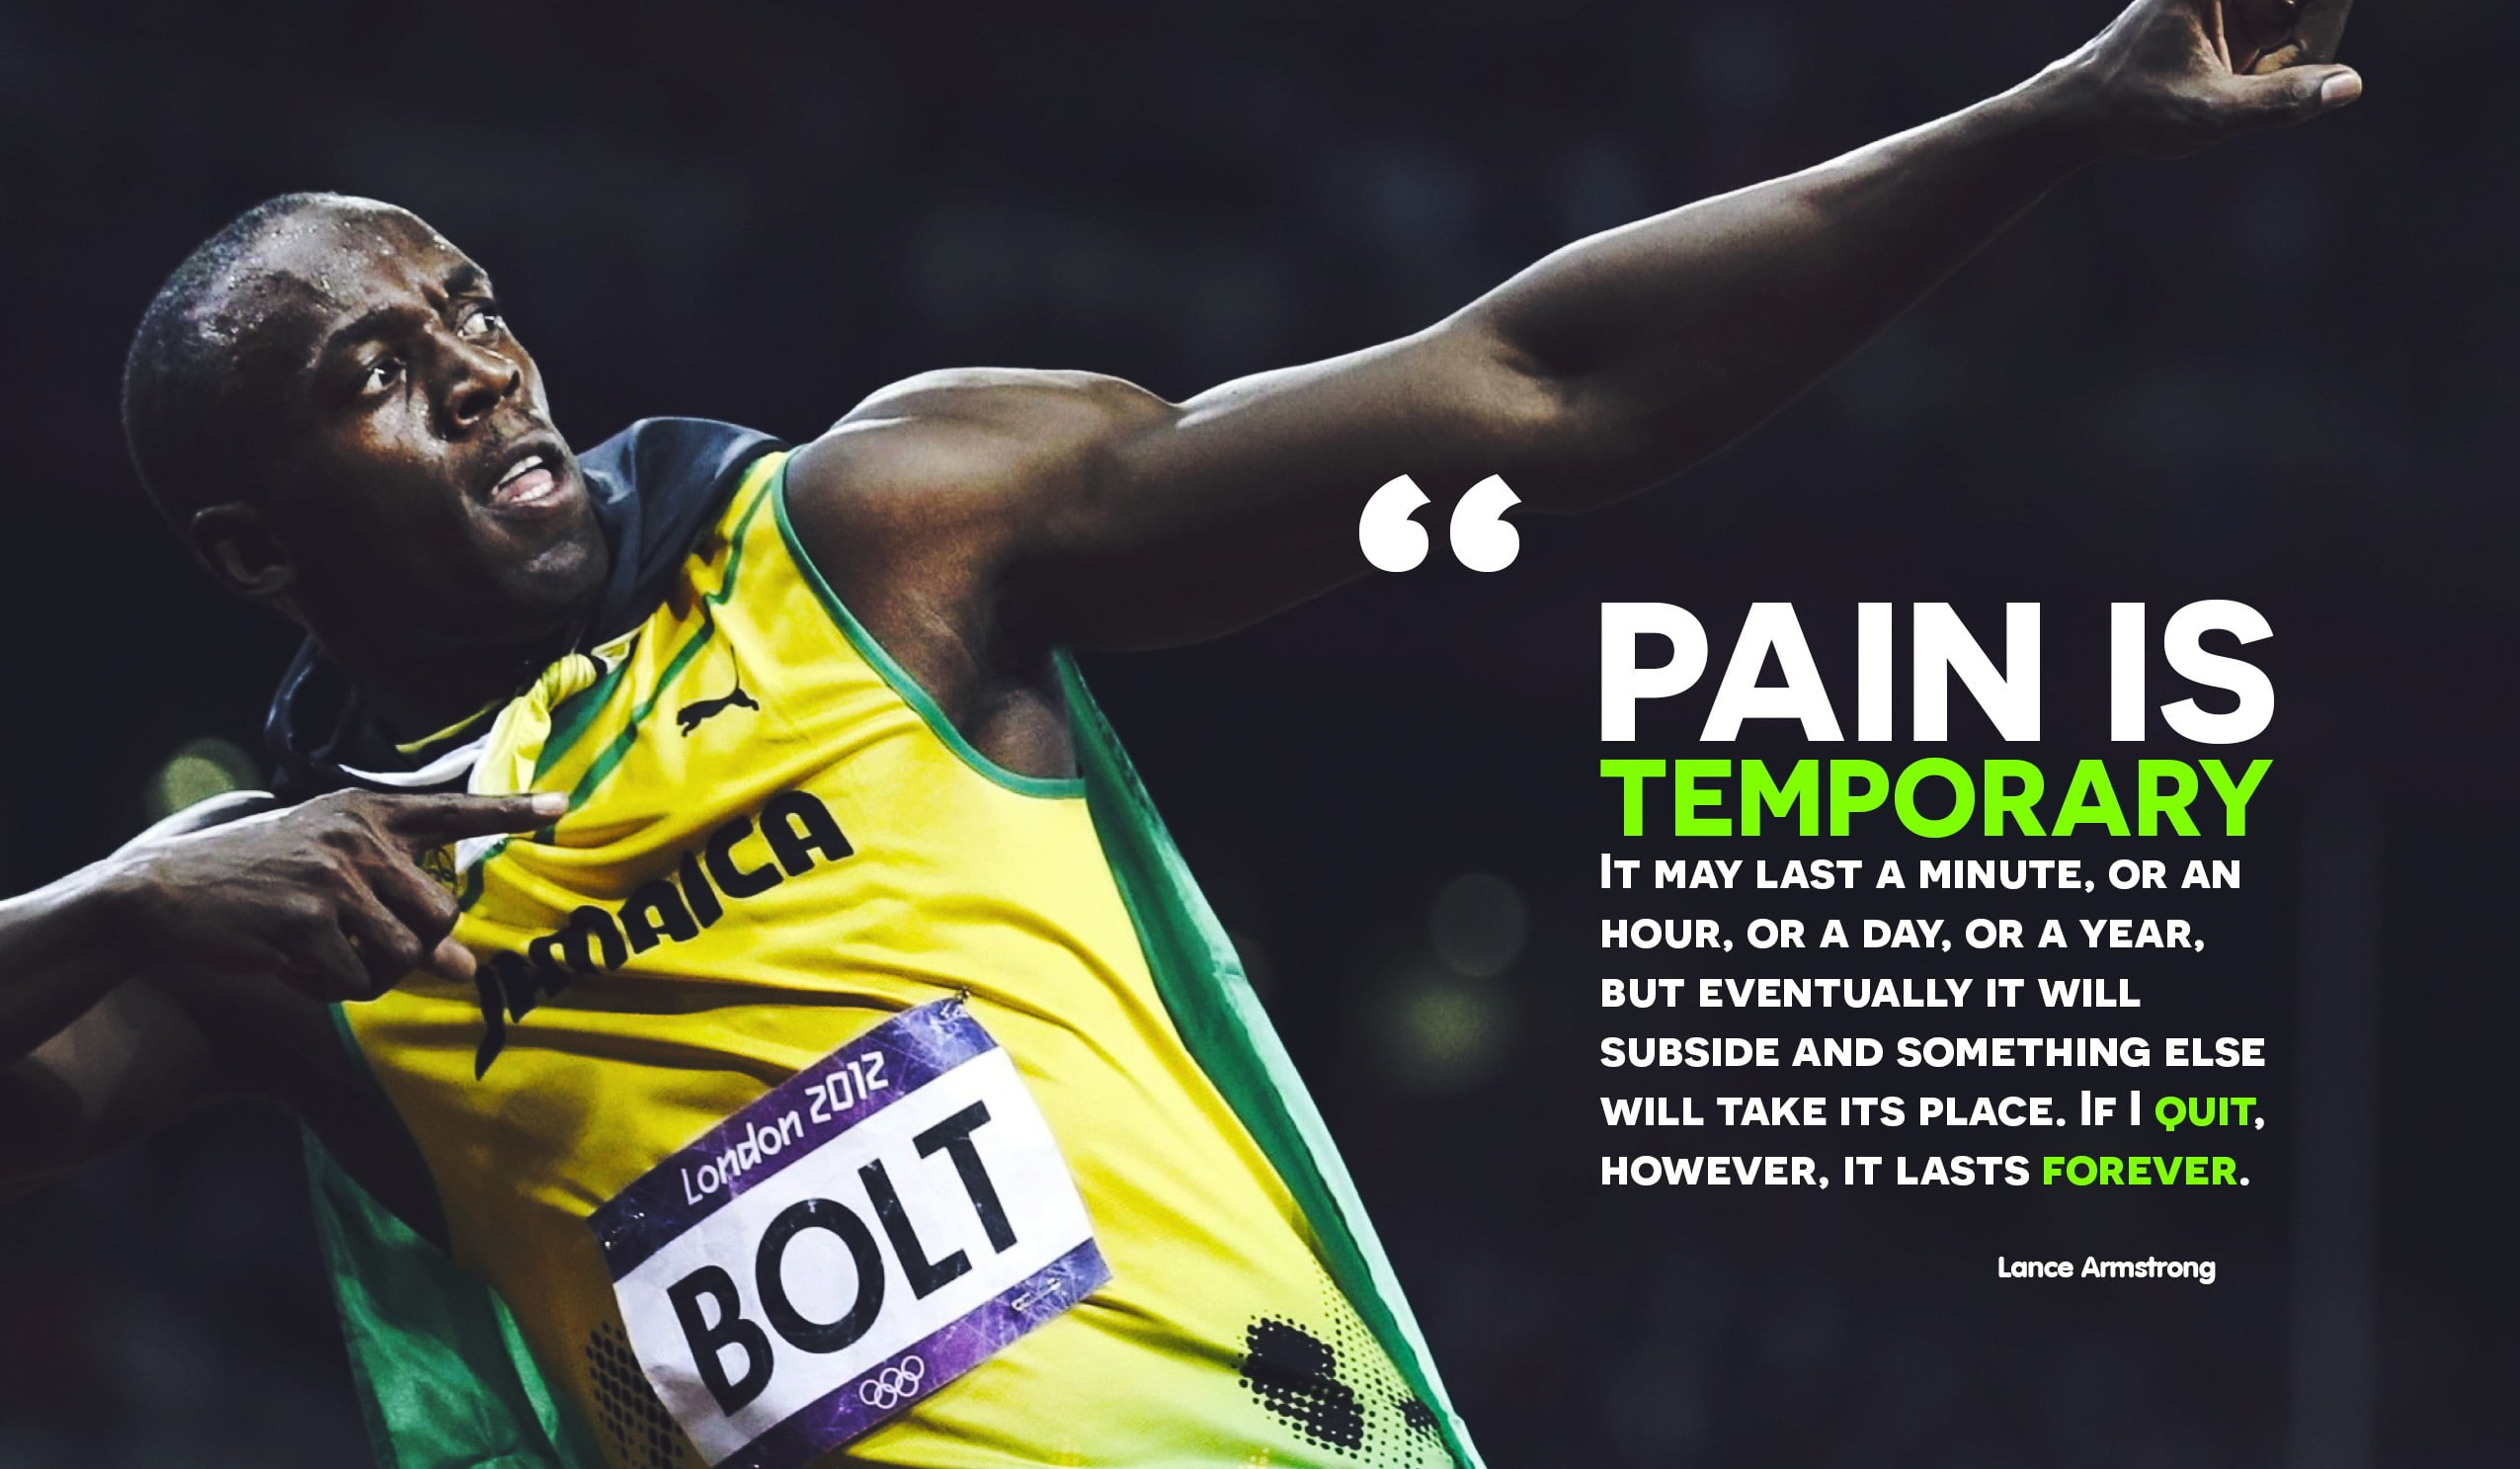 JAMAICA
London 2012
BOLT
“
PAIN IS
TEMPORARY
IT MAY LAST A MINUTE, OR AN
HOUR, OR A DAY, OR A YEAR,
BUT EVENTUALLY IT WILL
SUBSIDE AND SOMETHING ELSE
WILL TAKE ITS PLACE. IF I QUIT,
HOWEVER, IT LASTS FOREVER.
Lance Armstrong